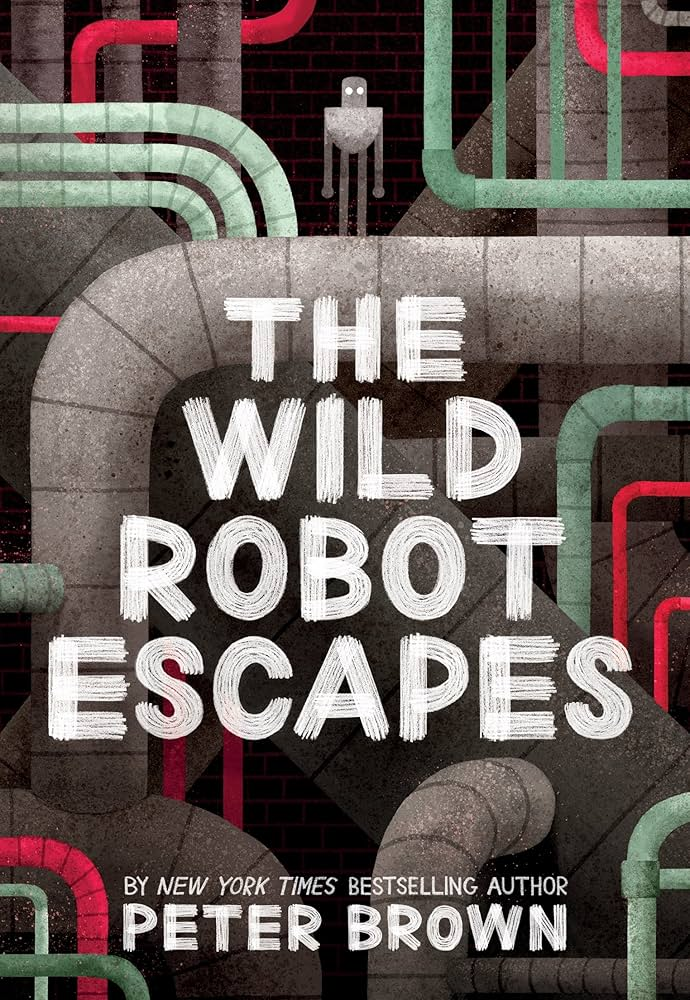 THE
WILD
ROBOT
ESCAPES
BY NEW YORK TIMES BESTSELLING AUTHOR
PETER BROWN